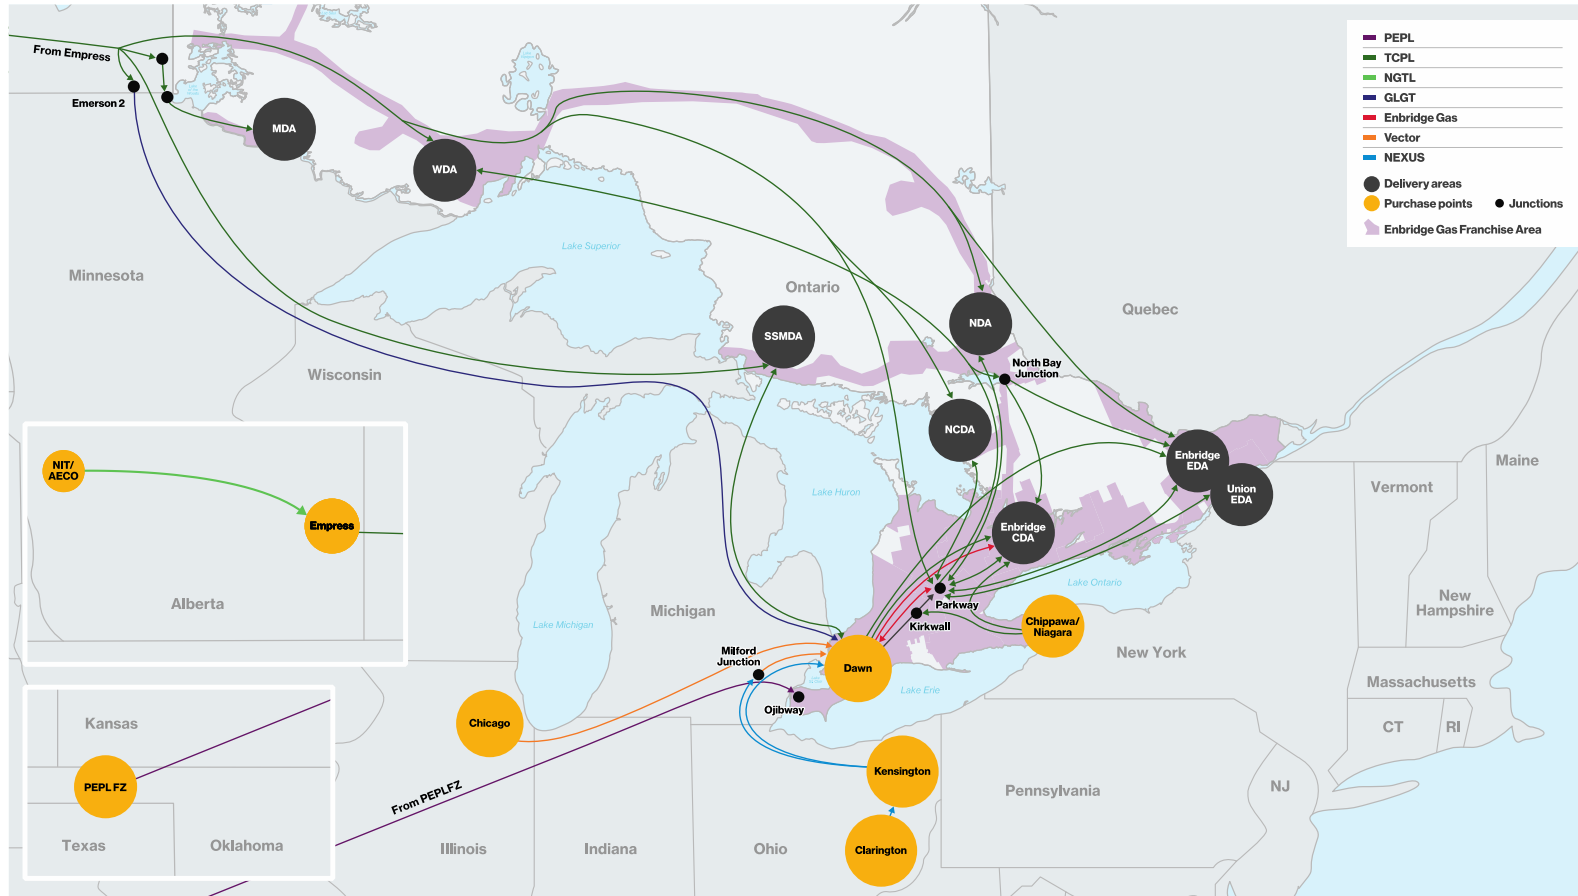 From Empress
Emerson 2
MDA
WDA
Lake Superior
Minnesota
Ontario
Quebec
SSMDA
NDA
North Bay
Junction
Wisconsin
NCDA
Enbridge
EDA
Union
EDA
Maine
Vermont
Lake Huron
Enbridge
CDA
Lake Ontario
New
Hampshire
Parkway
Kirkwall
Chippawa/
Niagara
Michigan
Lake Michigan
New York
Milford
Junction
Dawn
Lake Erie
Massachusetts
CT
RI
Ojibway
Chicago
Kensington
Pennsylvania
NJ
From PEPLFZ
Clarington
Illinois
Indiana
Ohio
NIT/
AECO
Empress
Alberta
Kansas
PEPL FZ
Texas
Oklahoma
PEPL
TCPL
NGTL
GLGT
Enbridge Gas
Vector
NEXUS
Delivery areas
Purchase points
Junctions
Enbridge Gas Franchise Area